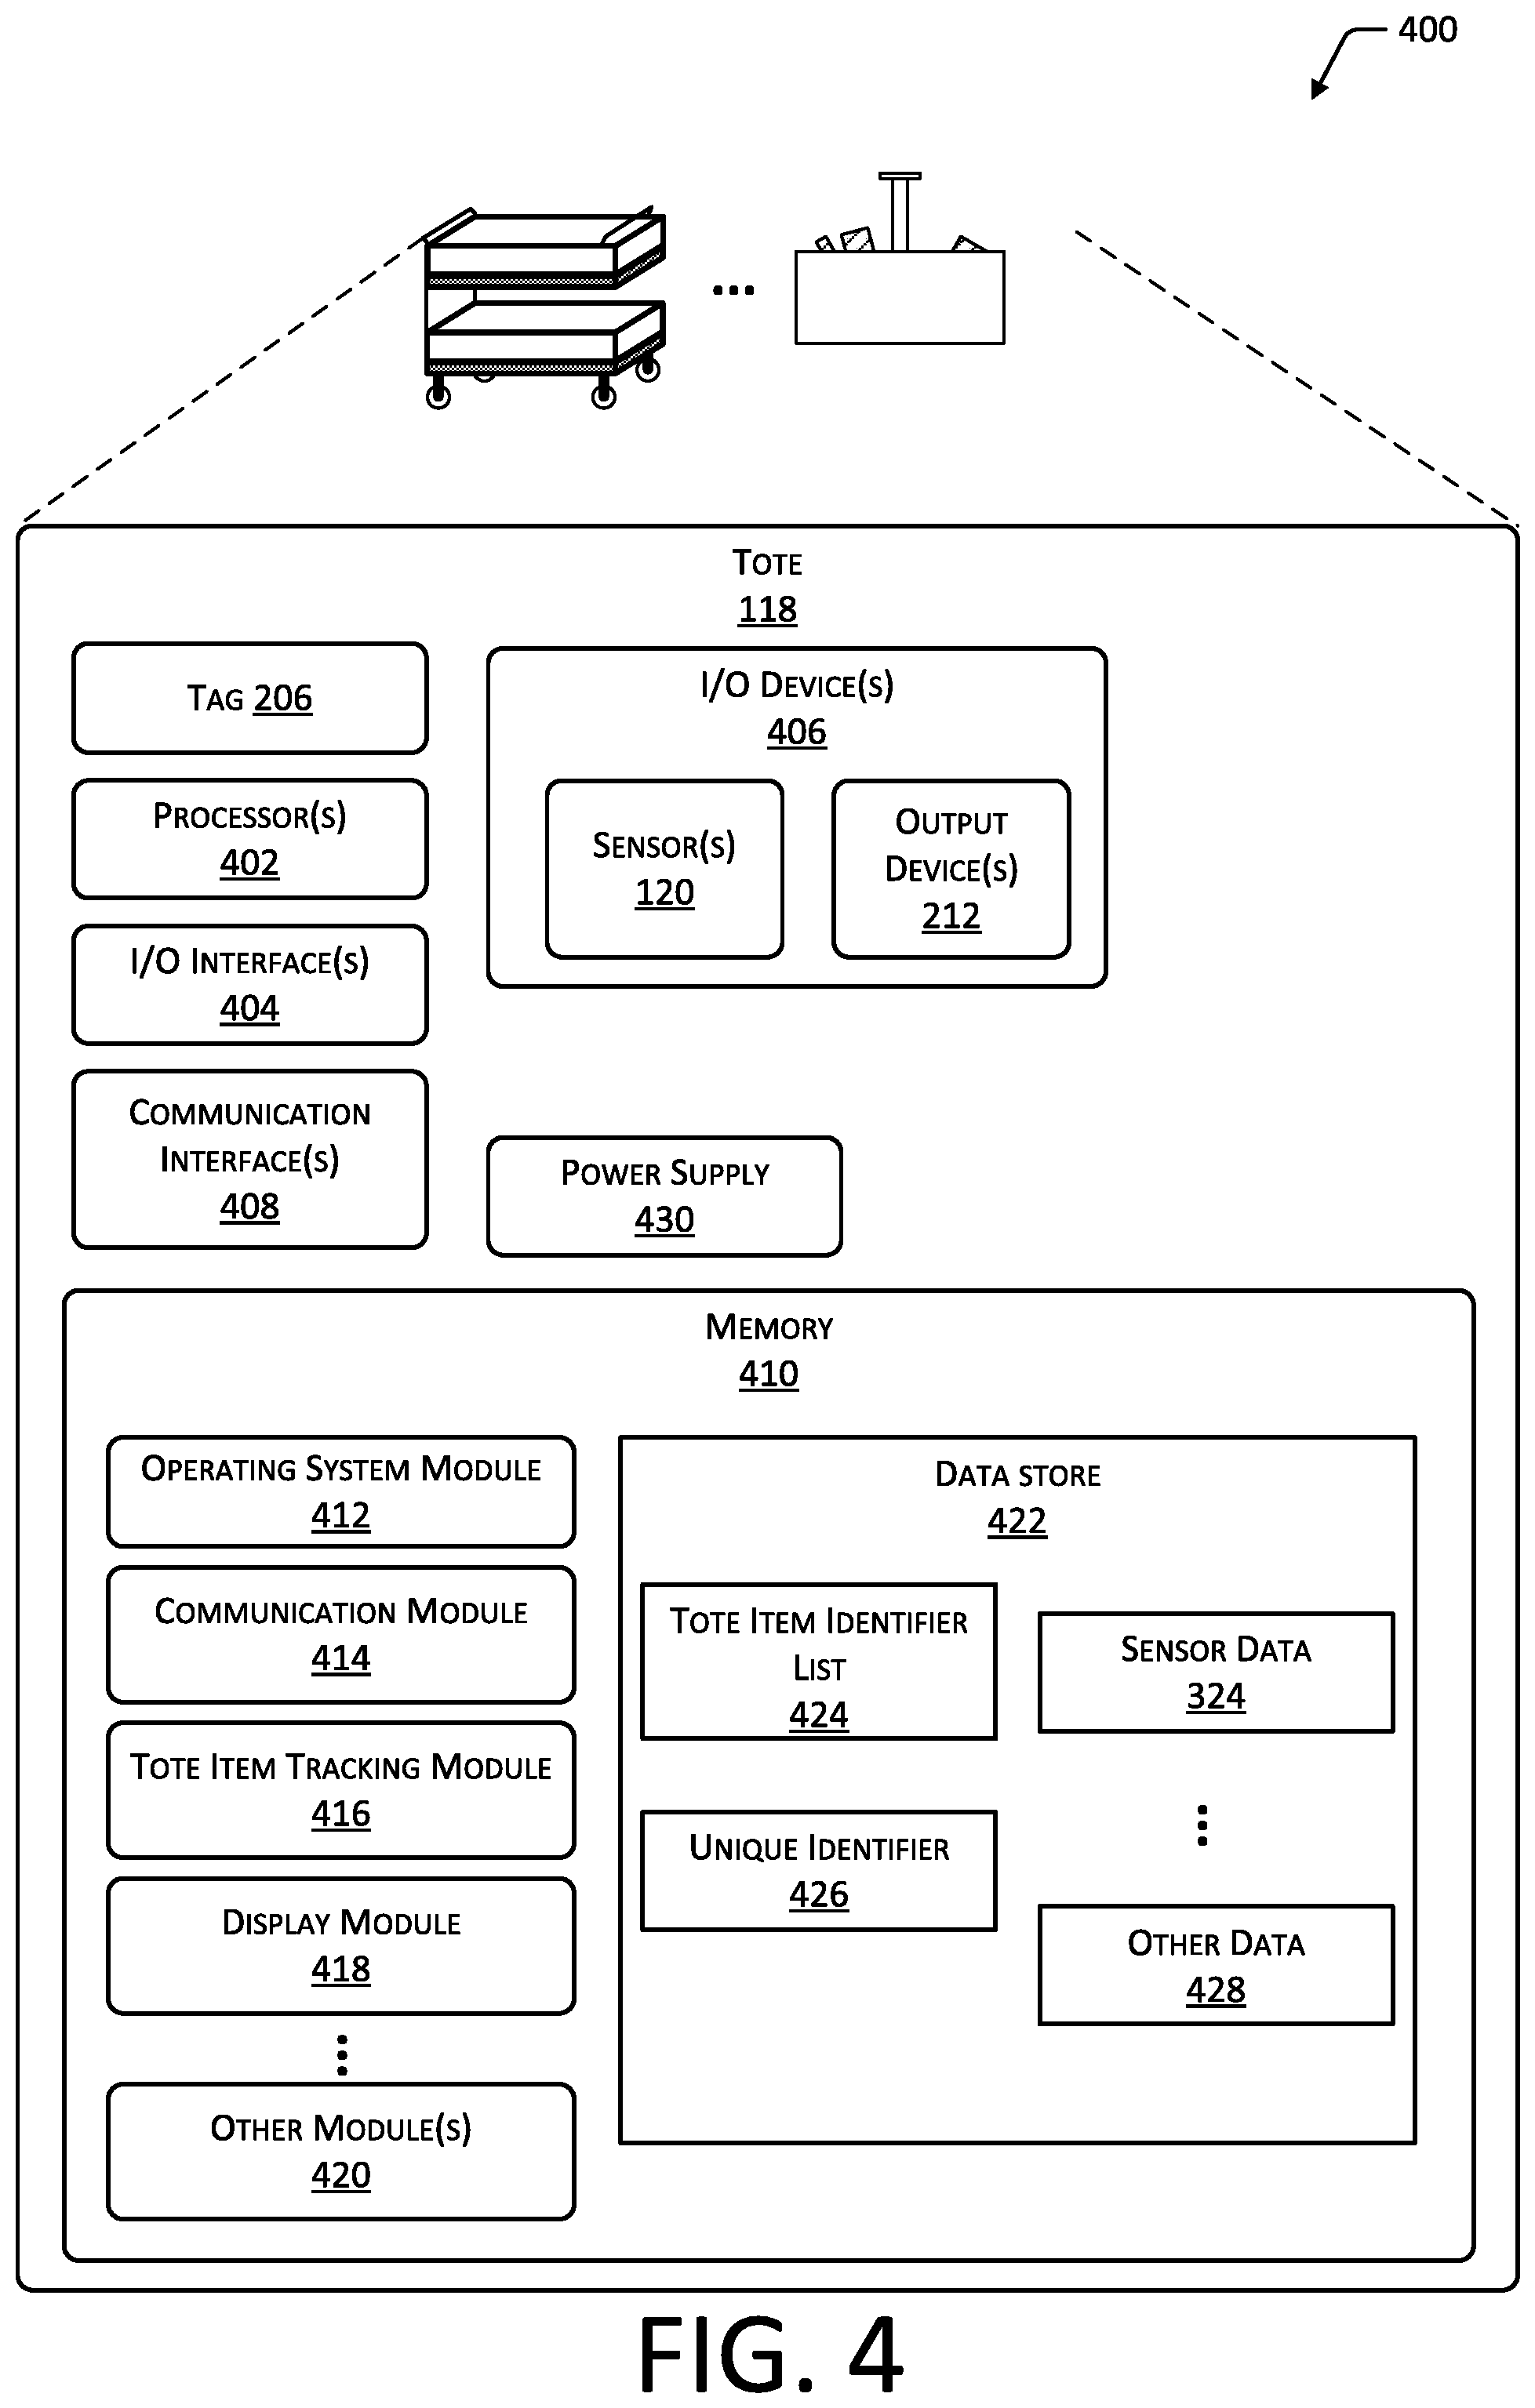 400
Tote
118
Tag 206
Processor(s)
402
I/O Interface(s)
404
Communication
Interface(s)
408
I/O Device(s)
406
Sensor(s)
120
Output
Device(s)
212
Power Supply
430
Memory
410
Operating System Module
412
Communication Module
414
Tote Item Tracking Module
416
Display Module
418
Other Module(s)
420
Data store
422
Tote Item Identifier
List
424
Unique Identifier
426
Sensor Data
324
Other Data
428
FIG. 4